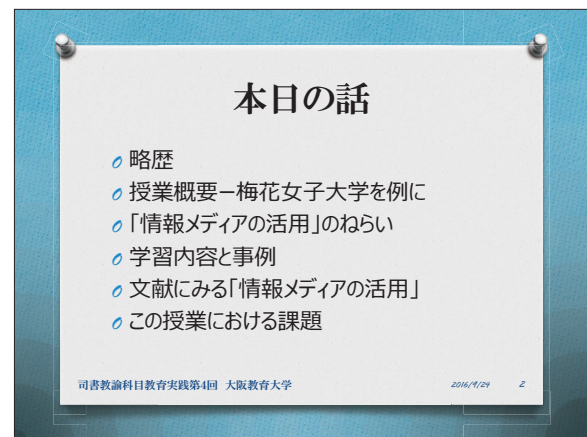 本日の話
略歴
授業概要－梅花女子大学を例に
「情報メディアの活用」のねらい
学習内容と事例
文献にみる「情報メディアの活用」
この授業における課題
司書教諭科目教育実践第4回 大阪教育大学 2016/9/24 2